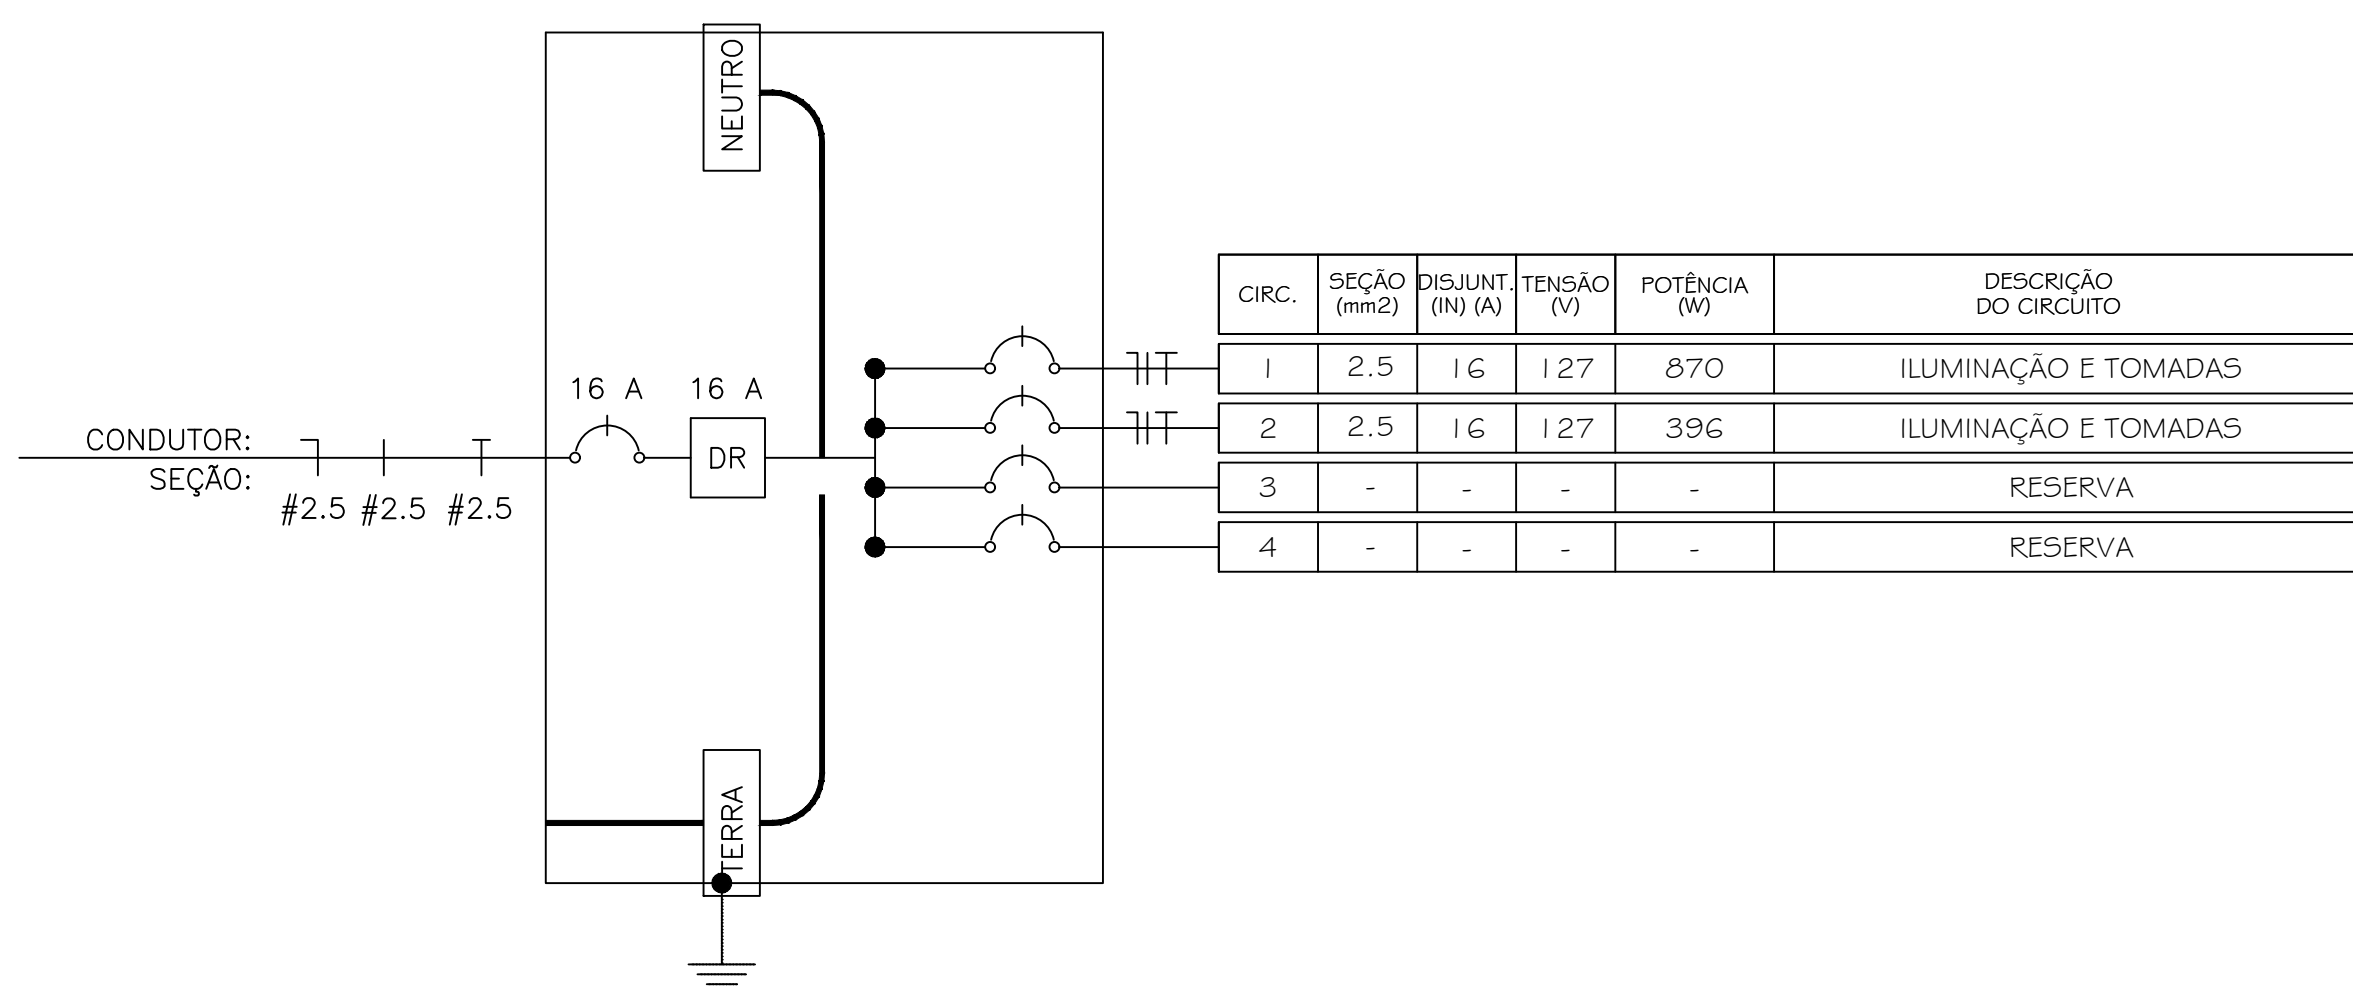 NEUTRO
16 A 16 A
CONDUTOR:
DR
SEÇÃO:
#2.5 #2.5 #2.5
TERRA
CIRC. SEÇÃO (mm2) DISJUNT. (IN) (A) TENSÃO (V) POTÊNCIA (W) DESCRIÇÃO DO CIRCUITO
1 2.5 16 127 870 ILUMINAÇÃO E TOMADAS
2 2.5 16 127 396 ILUMINAÇÃO E TOMADAS
3 - - - - RESERVA
4 - - - - RESERVA